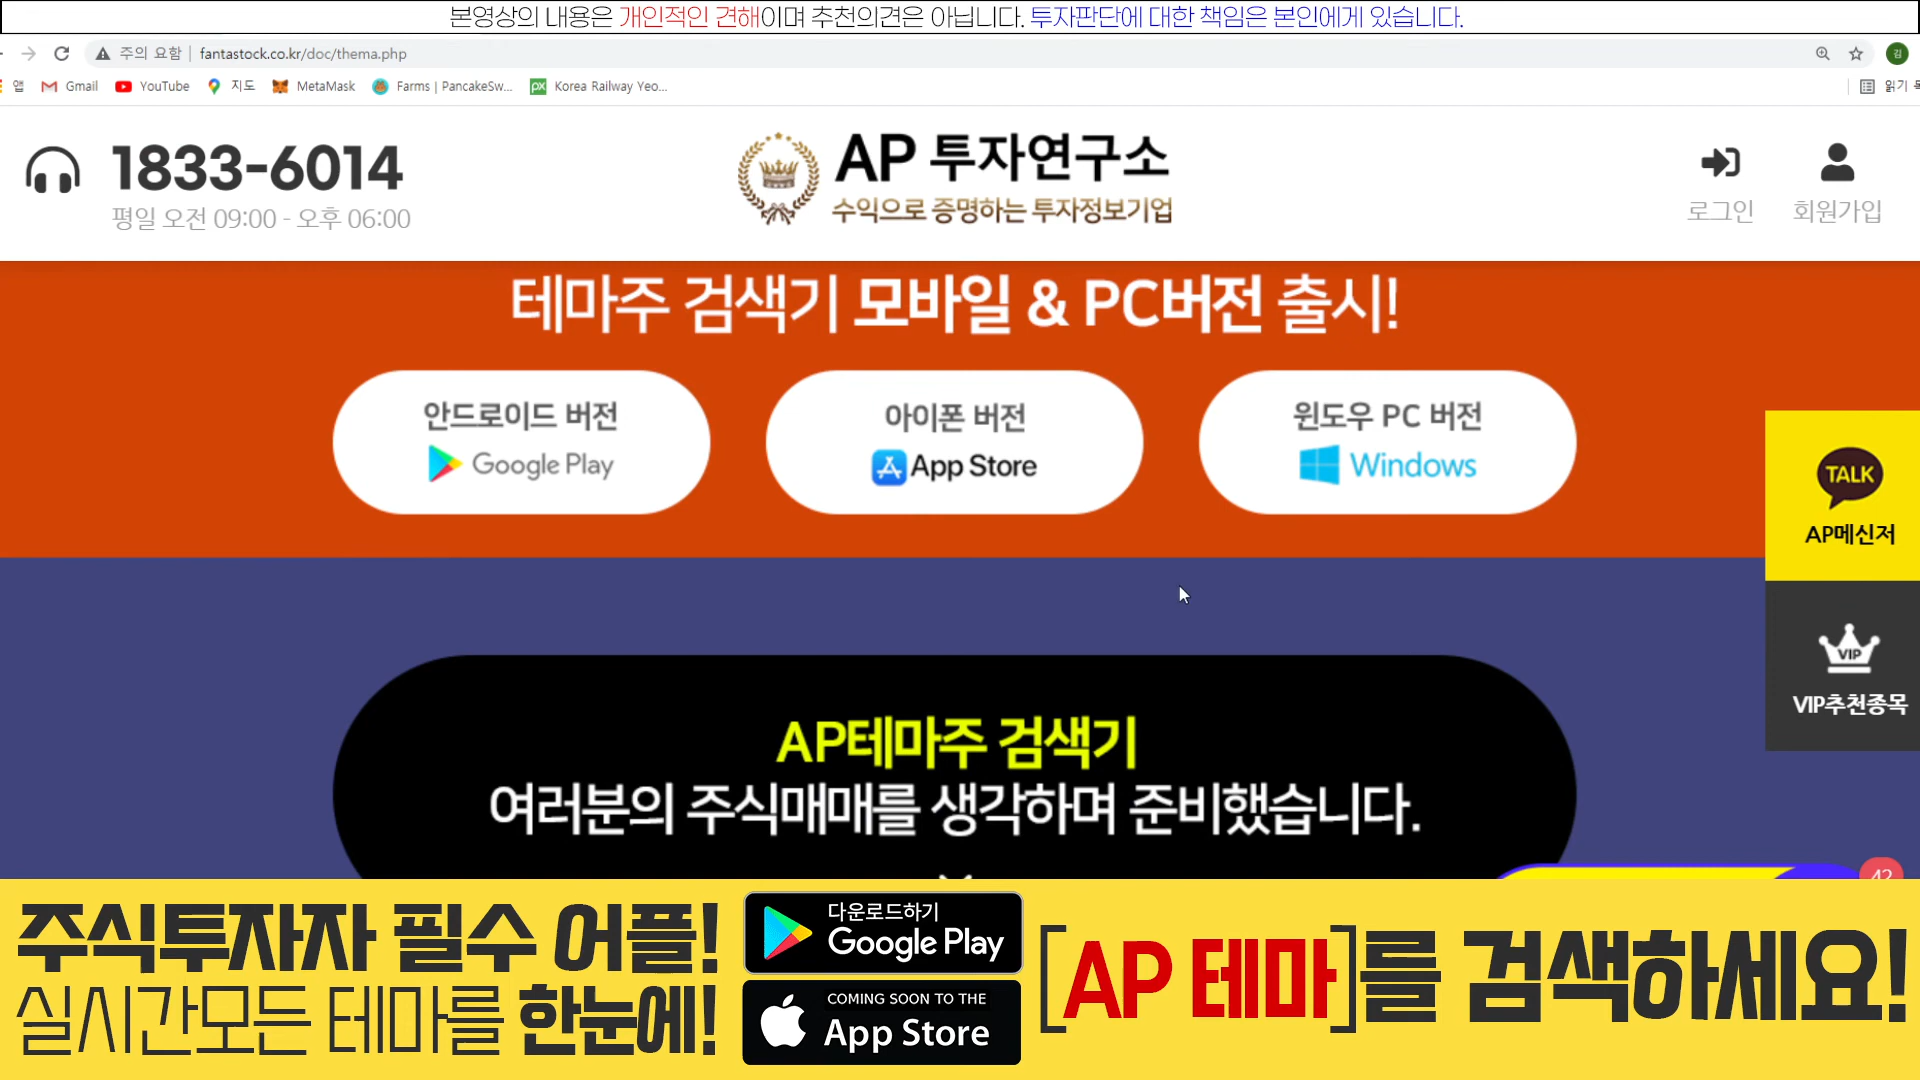 본영상의 내용은 개인적인 견해이며 추천의견은 아닙니다. 투자판단에 대한 책임은 본인에게 있습니다.
주의 요함 | fantastock.co.kr/doc/thema.php
김
앱 Gmail YouTube 지도 MetaMask Farms | PancakeSw... PX Korea Railway Yeo...
읽기
1833-6014
평일 오전 09:00 - 오후 06:00
AP 투자연구소
수익으로 증명하는 투자정보기업
로그인
회원가입
테마주 검색기 모바일 & PC버전 출시!
안드로이드 버전
Google Play
아이폰 버전
App Store
윈도우 PC 버전
Windows
TALK
AP메신저
VIP
VIP추천종목
AP테마주 검색기
여러분의 주식매매를 생각하며 준비했습니다.
42
주식투자자 필수 어플!
실시간모든 테마를 한눈에!
다운로드하기
Google Play
COMING SOON TO THE
App Store
[AP 테마]를 검색하세요!